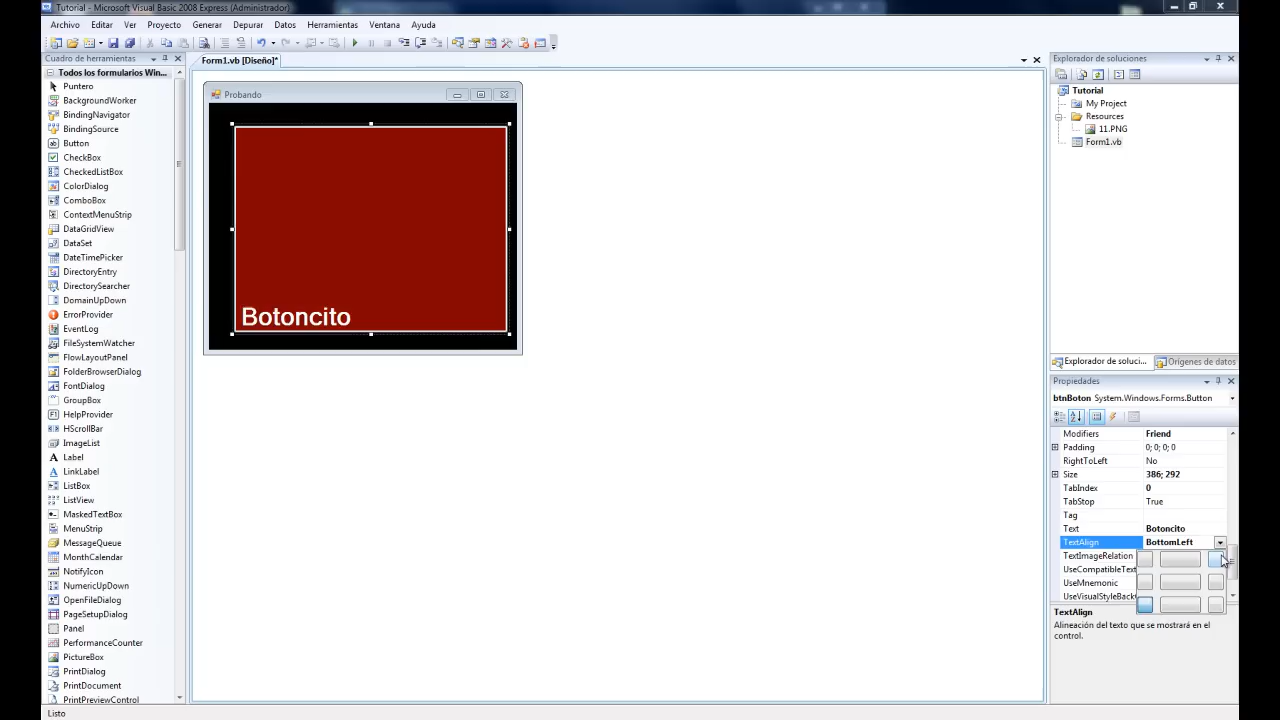 Tutorial - Microsoft Visual Basic 2008 Express (Administrador)
Archivo Editar Ver Proyecto Generar Depurar Datos Herramientas Ventana Ayuda
Cuadro de herramientas
Todos los formularios Win...
Puntero
BackgroundWorker
BindingNavigator
BindingSource
Button
CheckBox
CheckedListBox
ColorDialog
ComboBox
ContextMenuStrip
DataGridView
DataSet
DateTimePicker
DirectoryEntry
DirectorySearcher
DomainUpDown
ErrorProvider
EventLog
FileSystemWatcher
FlowLayoutPanel
FolderBrowserDialog
FontDialog
GroupBox
HelpProvider
HScrollBar
ImageList
Label
LinkLabel
ListBox
ListView
MaskedTextBox
MenuStrip
MessageQueue
MonthCalendar
NotifyIcon
NumericUpDown
OpenFileDialog
PageSetupDialog
Panel
PerformanceCounter
PictureBox
PrintDialog
PrintDocument
PrintPreviewControl
Form1.vb [Diseño]*
Probando
Botoncito
Explorador de soluciones
Tutorial
My Project
Resources
11.PNG
Form1.vb
Explorador de soluci... Orígenes de datos
Propiedades
btnBoton System.Windows.Forms.Button
Modifiers Friend
Padding 0; 0; 0; 0
RightToLeft No
Size 386; 292
TabIndex 0
TabStop True
Tag
Text Botoncito
TextAlign BottomLeft
TextImageRelation
UseCompatibleText
UseMnemonic
UseVisualStyleBack
TextAlign
Alineación del texto que se mostrará en el
control.
Listo